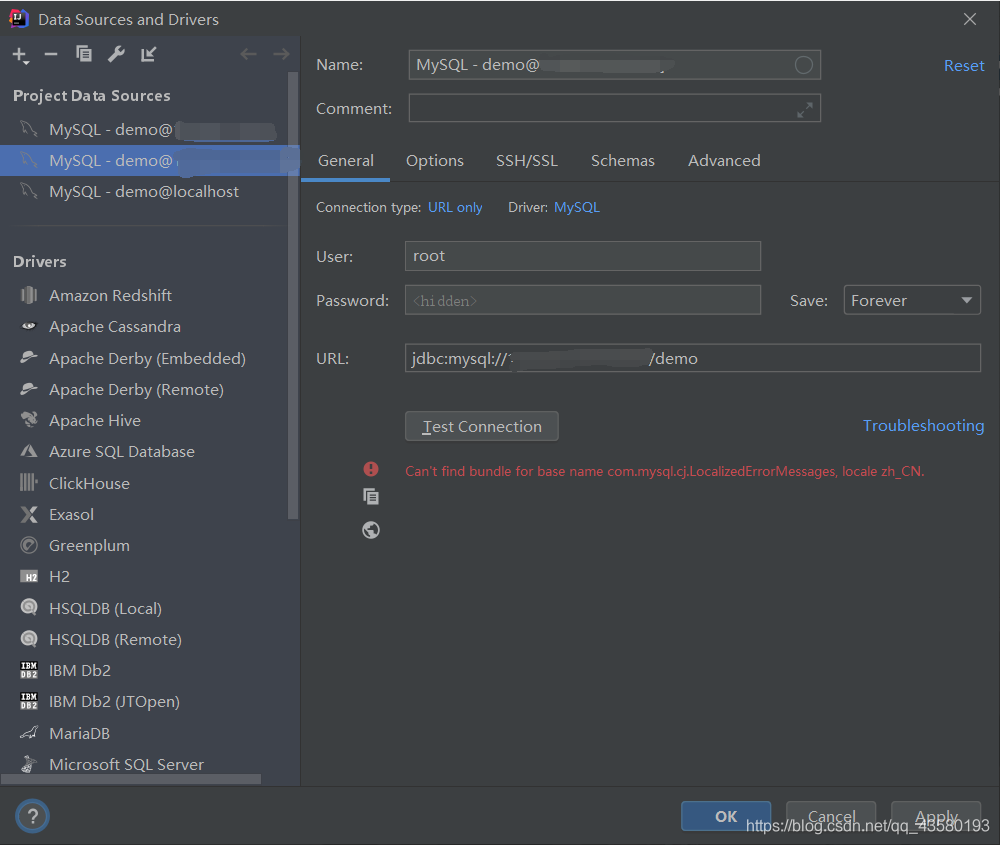 Data Sources and Drivers
Project Data Sources
MySQL - demo@
MySQL - demo@
MySQL - demo@localhost
Drivers
Amazon Redshift
Apache Cassandra
Apache Derby (Embedded)
Apache Derby (Remote)
Apache Hive
Azure SQL Database
ClickHouse
Exasol
Greenplum
H2
H2
HSQLDB (Local)
HSQLDB (Remote)
IBM DB2
IBM Db2
IBM DB2
IBM Db2 (JTOpen)
MariaDB
Microsoft SQL Server
Name: MySQL - demo@
Reset
Comment:
General Options SSH/SSL Schemas Advanced
Connection type: URL only Driver: MySQL
User: root
Password: <hidden> Save: Forever
URL: jdbc:mysql:// /demo
Test Connection Troubleshooting
Can't find bundle for base name com.mysql.cj.LocalizedErrorMessages, locale zh_CN.
? OK Cancel Apply
https://blog.csdn.net/qq_43580193